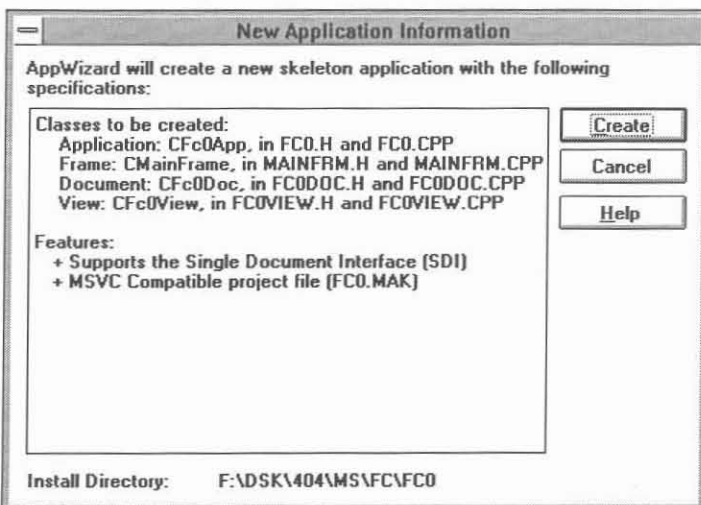 New Application Information
AppWizard will create a new skeleton application with the following
specifications:
Classes to be created:
Application: CFc0App, in FC0.H and FC0.CPP
Frame: CMainFrame, in MAINFRM.H and MAINFRM.CPP
Document: CFc0Doc, in FC0DOC.H and FC0DOC.CPP
View: CFc0View, in FC0VIEW.H and FC0VIEW.CPP
Features:
+ Supports the Single Document Interface (SDI)
+ MSVC Compatible project file (FC0.MAK)
Create
Cancel
Help
Install Directory: F:\DSK\404\MS\FC\FC0